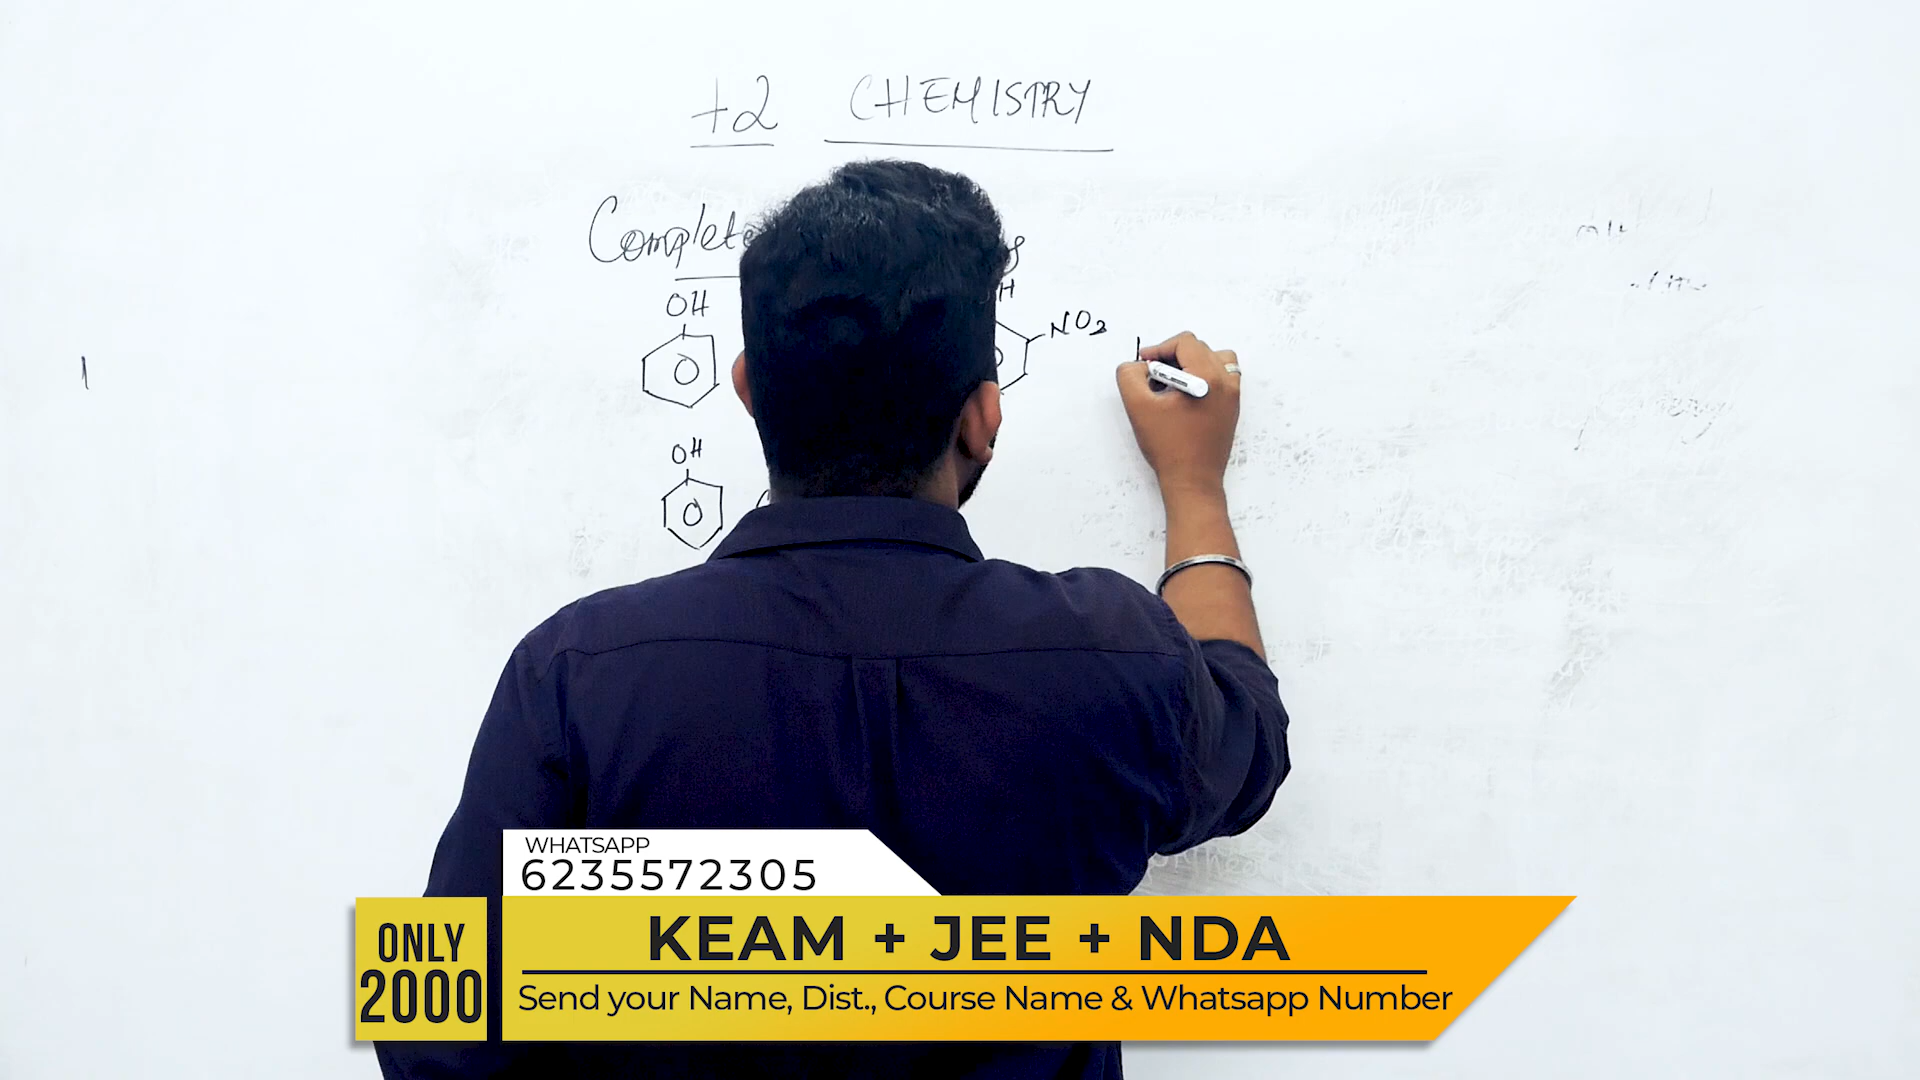 +2 CHEMISTRY
Complete
OH
NO2
OH
WHATSAPP
6235572305
ONLY
2000
KEAM + JEE + NDA
Send your Name, Dist., Course Name & Whatsapp Number